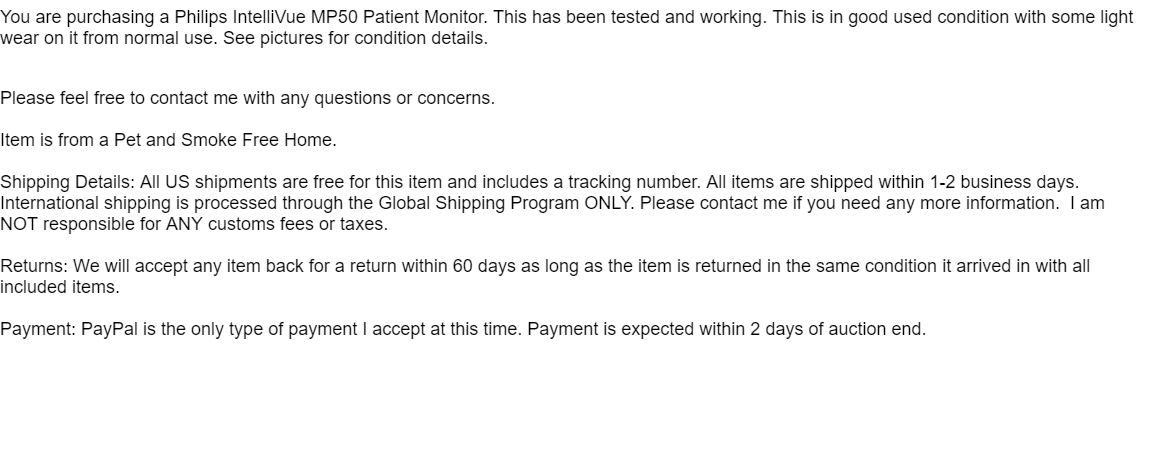 You are purchasing a Philips IntelliVue MP50 Patient Monitor. This has been tested and working. This is in good used condition with some light
wear on it from normal use. See pictures for condition details.
Please feel free to contact me with any questions or concerns.
Item is from a Pet and Smoke Free Home.
Shipping Details: All US shipments are free for this item and includes a tracking number. All items are shipped within 1-2 business days.
International shipping is processed through the Global Shipping Program ONLY. Please contact me if you need any more information.  I am
NOT responsible for ANY customs fees or taxes.
Returns: We will accept any item back for a return within 60 days as long as the item is returned in the same condition it arrived in with all
included items.
Payment: PayPal is the only type of payment I accept at this time. Payment is expected within 2 days of auction end.